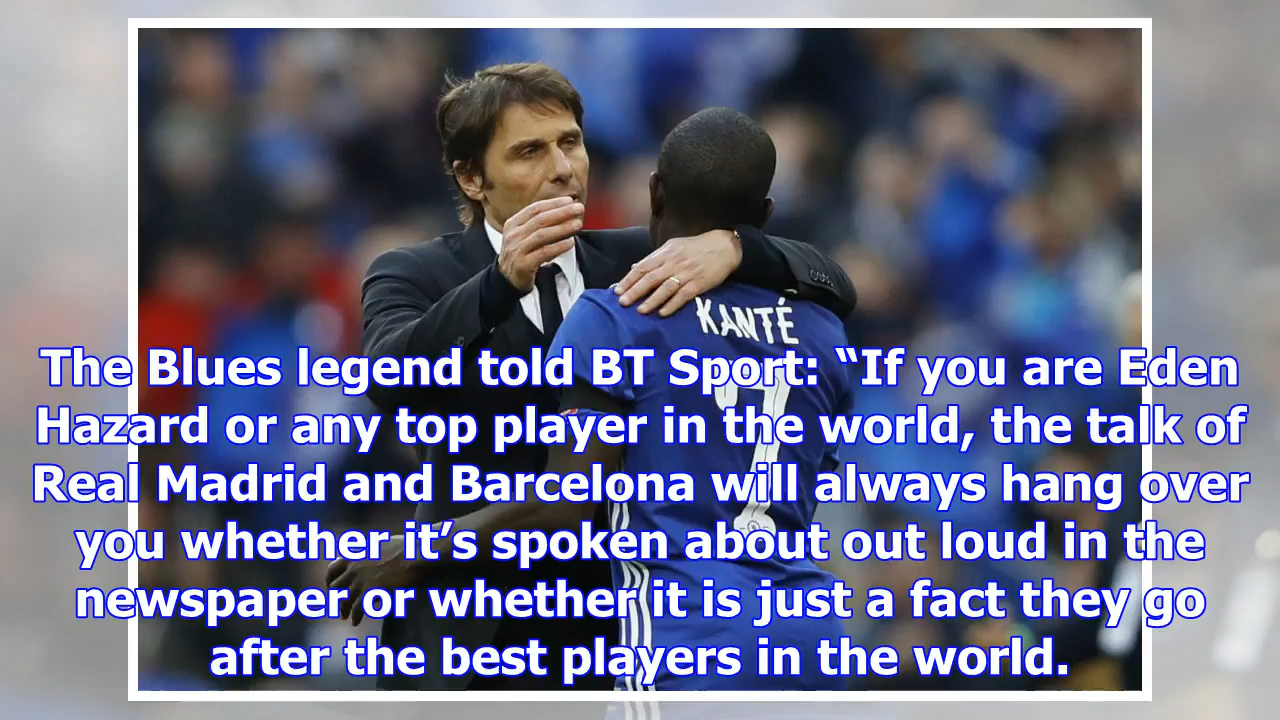 KANTÉ
7
The Blues legend told BT Sport: “If you are Eden
Hazard or any top player in the world, the talk of
Real Madrid and Barcelona will always hang over
you whether it’s spoken about out loud in the
newspaper or whether it is just a fact they go
after the best players in the world.